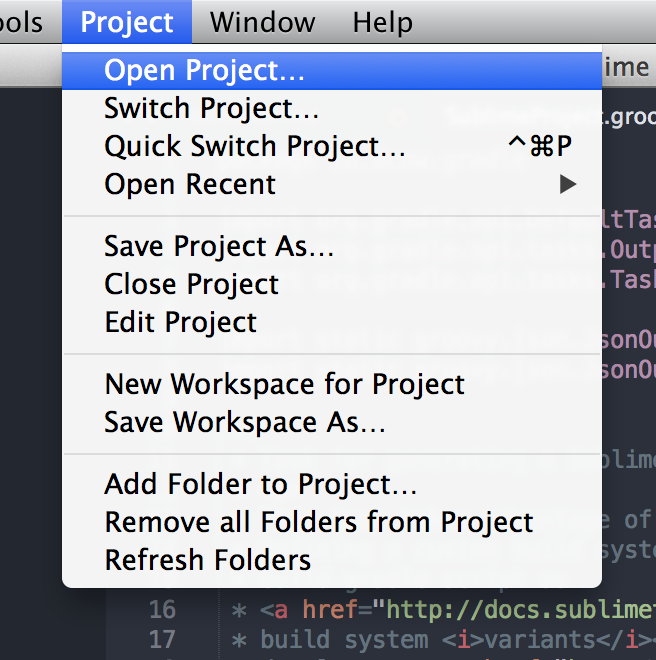 Project Window Help
Open Project...
Switch Project...
Quick Switch Project... ^⌘P
Open Recent ▶
Save Project As...
Close Project
Edit Project
New Workspace for Project
Save Workspace As...
Add Folder to Project...
Remove all Folders from Project
Refresh Folders
16 * <a href="http://docs.sublime
17 * build system <i>variants</i>